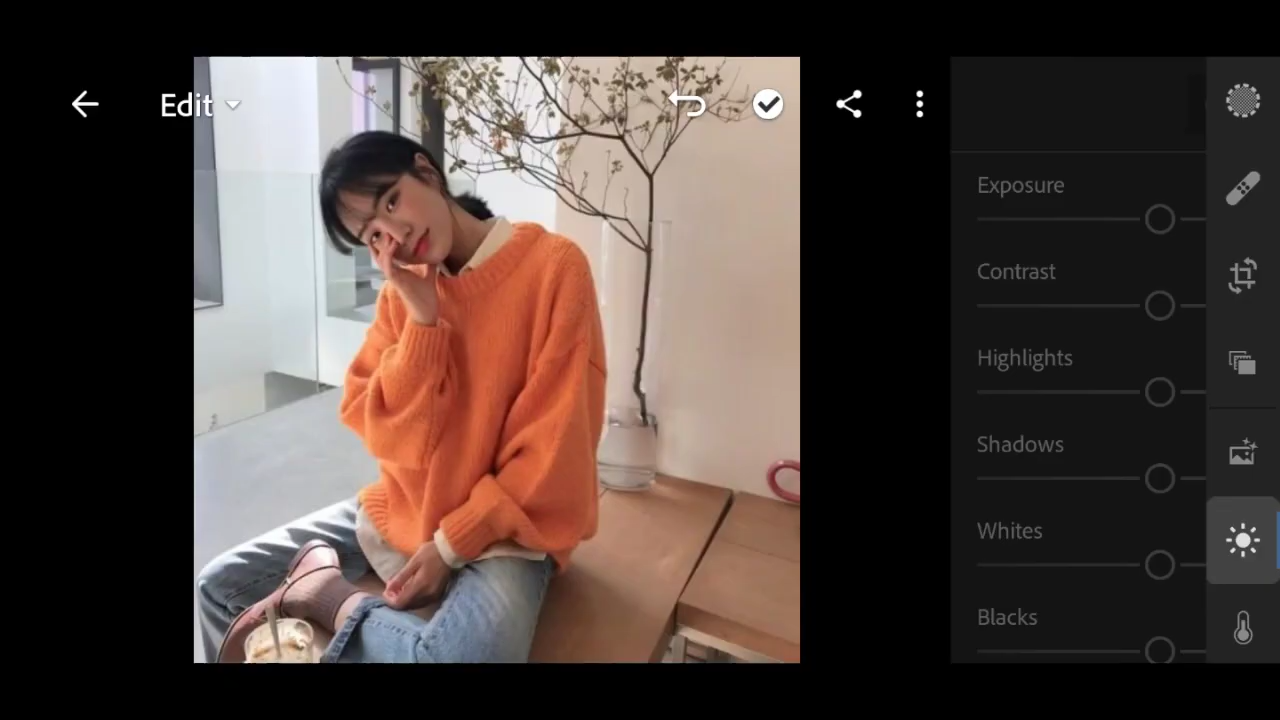 Edit
Exposure
Contrast
Highlights
Shadows
Whites
Blacks